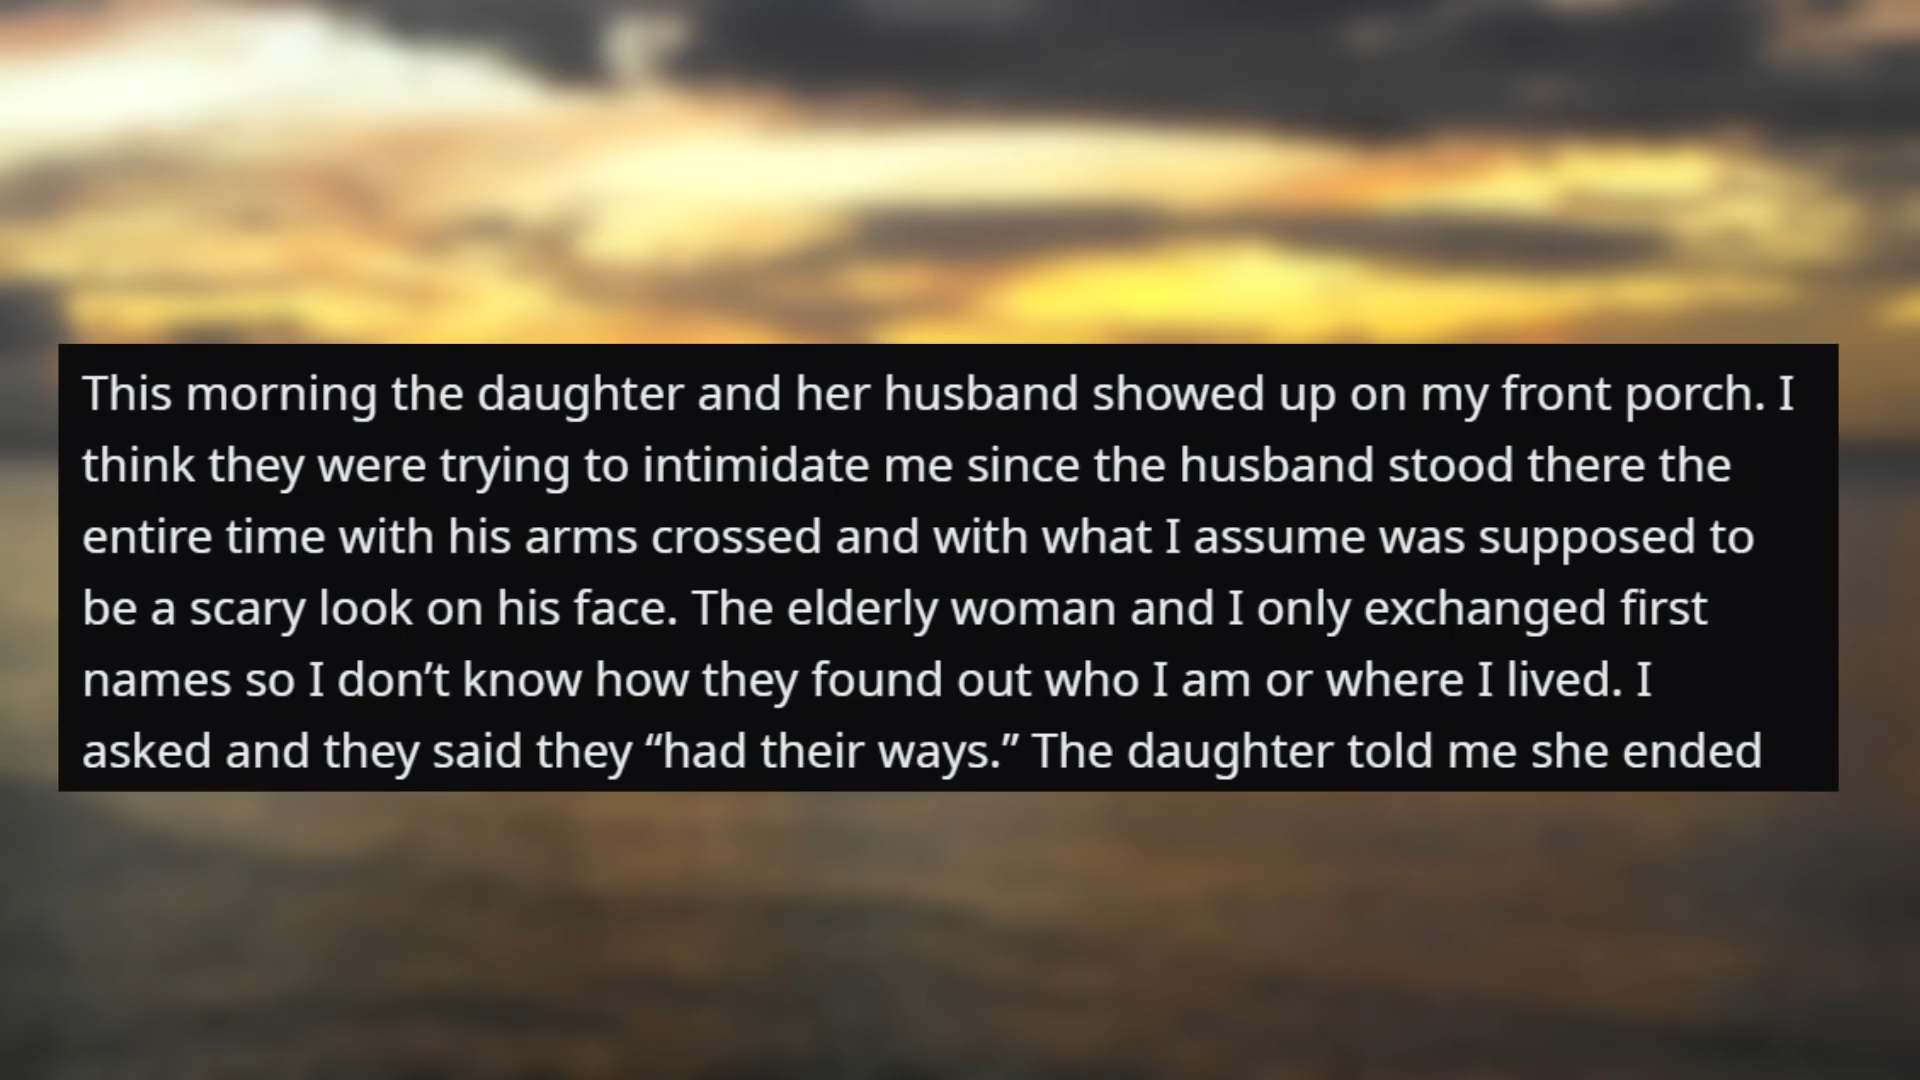 This morning the daughter and her husband showed up on my front porch. I
think they were trying to intimidate me since the husband stood there the
entire time with his arms crossed and with what I assume was supposed to
be a scary look on his face. The elderly woman and I only exchanged first
names so I don’t know how they found out who I am or where I lived. I
asked and they said they “had their ways.” The daughter told me she ended